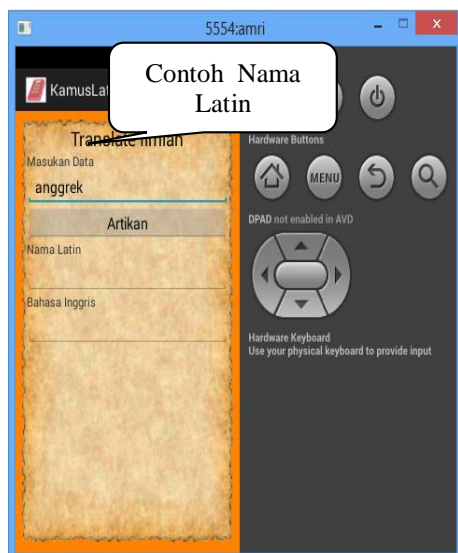 5554:amri
Contoh Nama
Latin
KamusLat
Translate Ilmiah
Masukan Data
anggrek
Artikan
Nama Latin
Bahasa Inggris
Hardware Buttons
MENU
DPAD not enabled in AVD
Hardware Keyboard
Use your physical keyboard to provide input